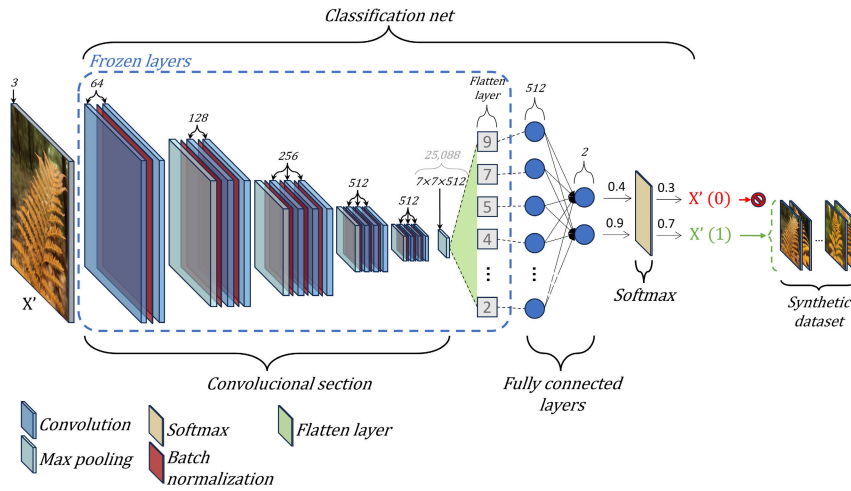 Classification net
Frozen layers
3
64
128
256
512
512
25,088
7×7×512
Flatten
layer
9
7
5
4
...
2
512
...
2
0.4
0.9
0.3
0.7
X' (0)
X' (1)
...
Synthetic
dataset
Softmax
X'
Convolucional section
Fully connected
layers
Convolution
Max pooling
Softmax
Batch
normalization
Flatten layer